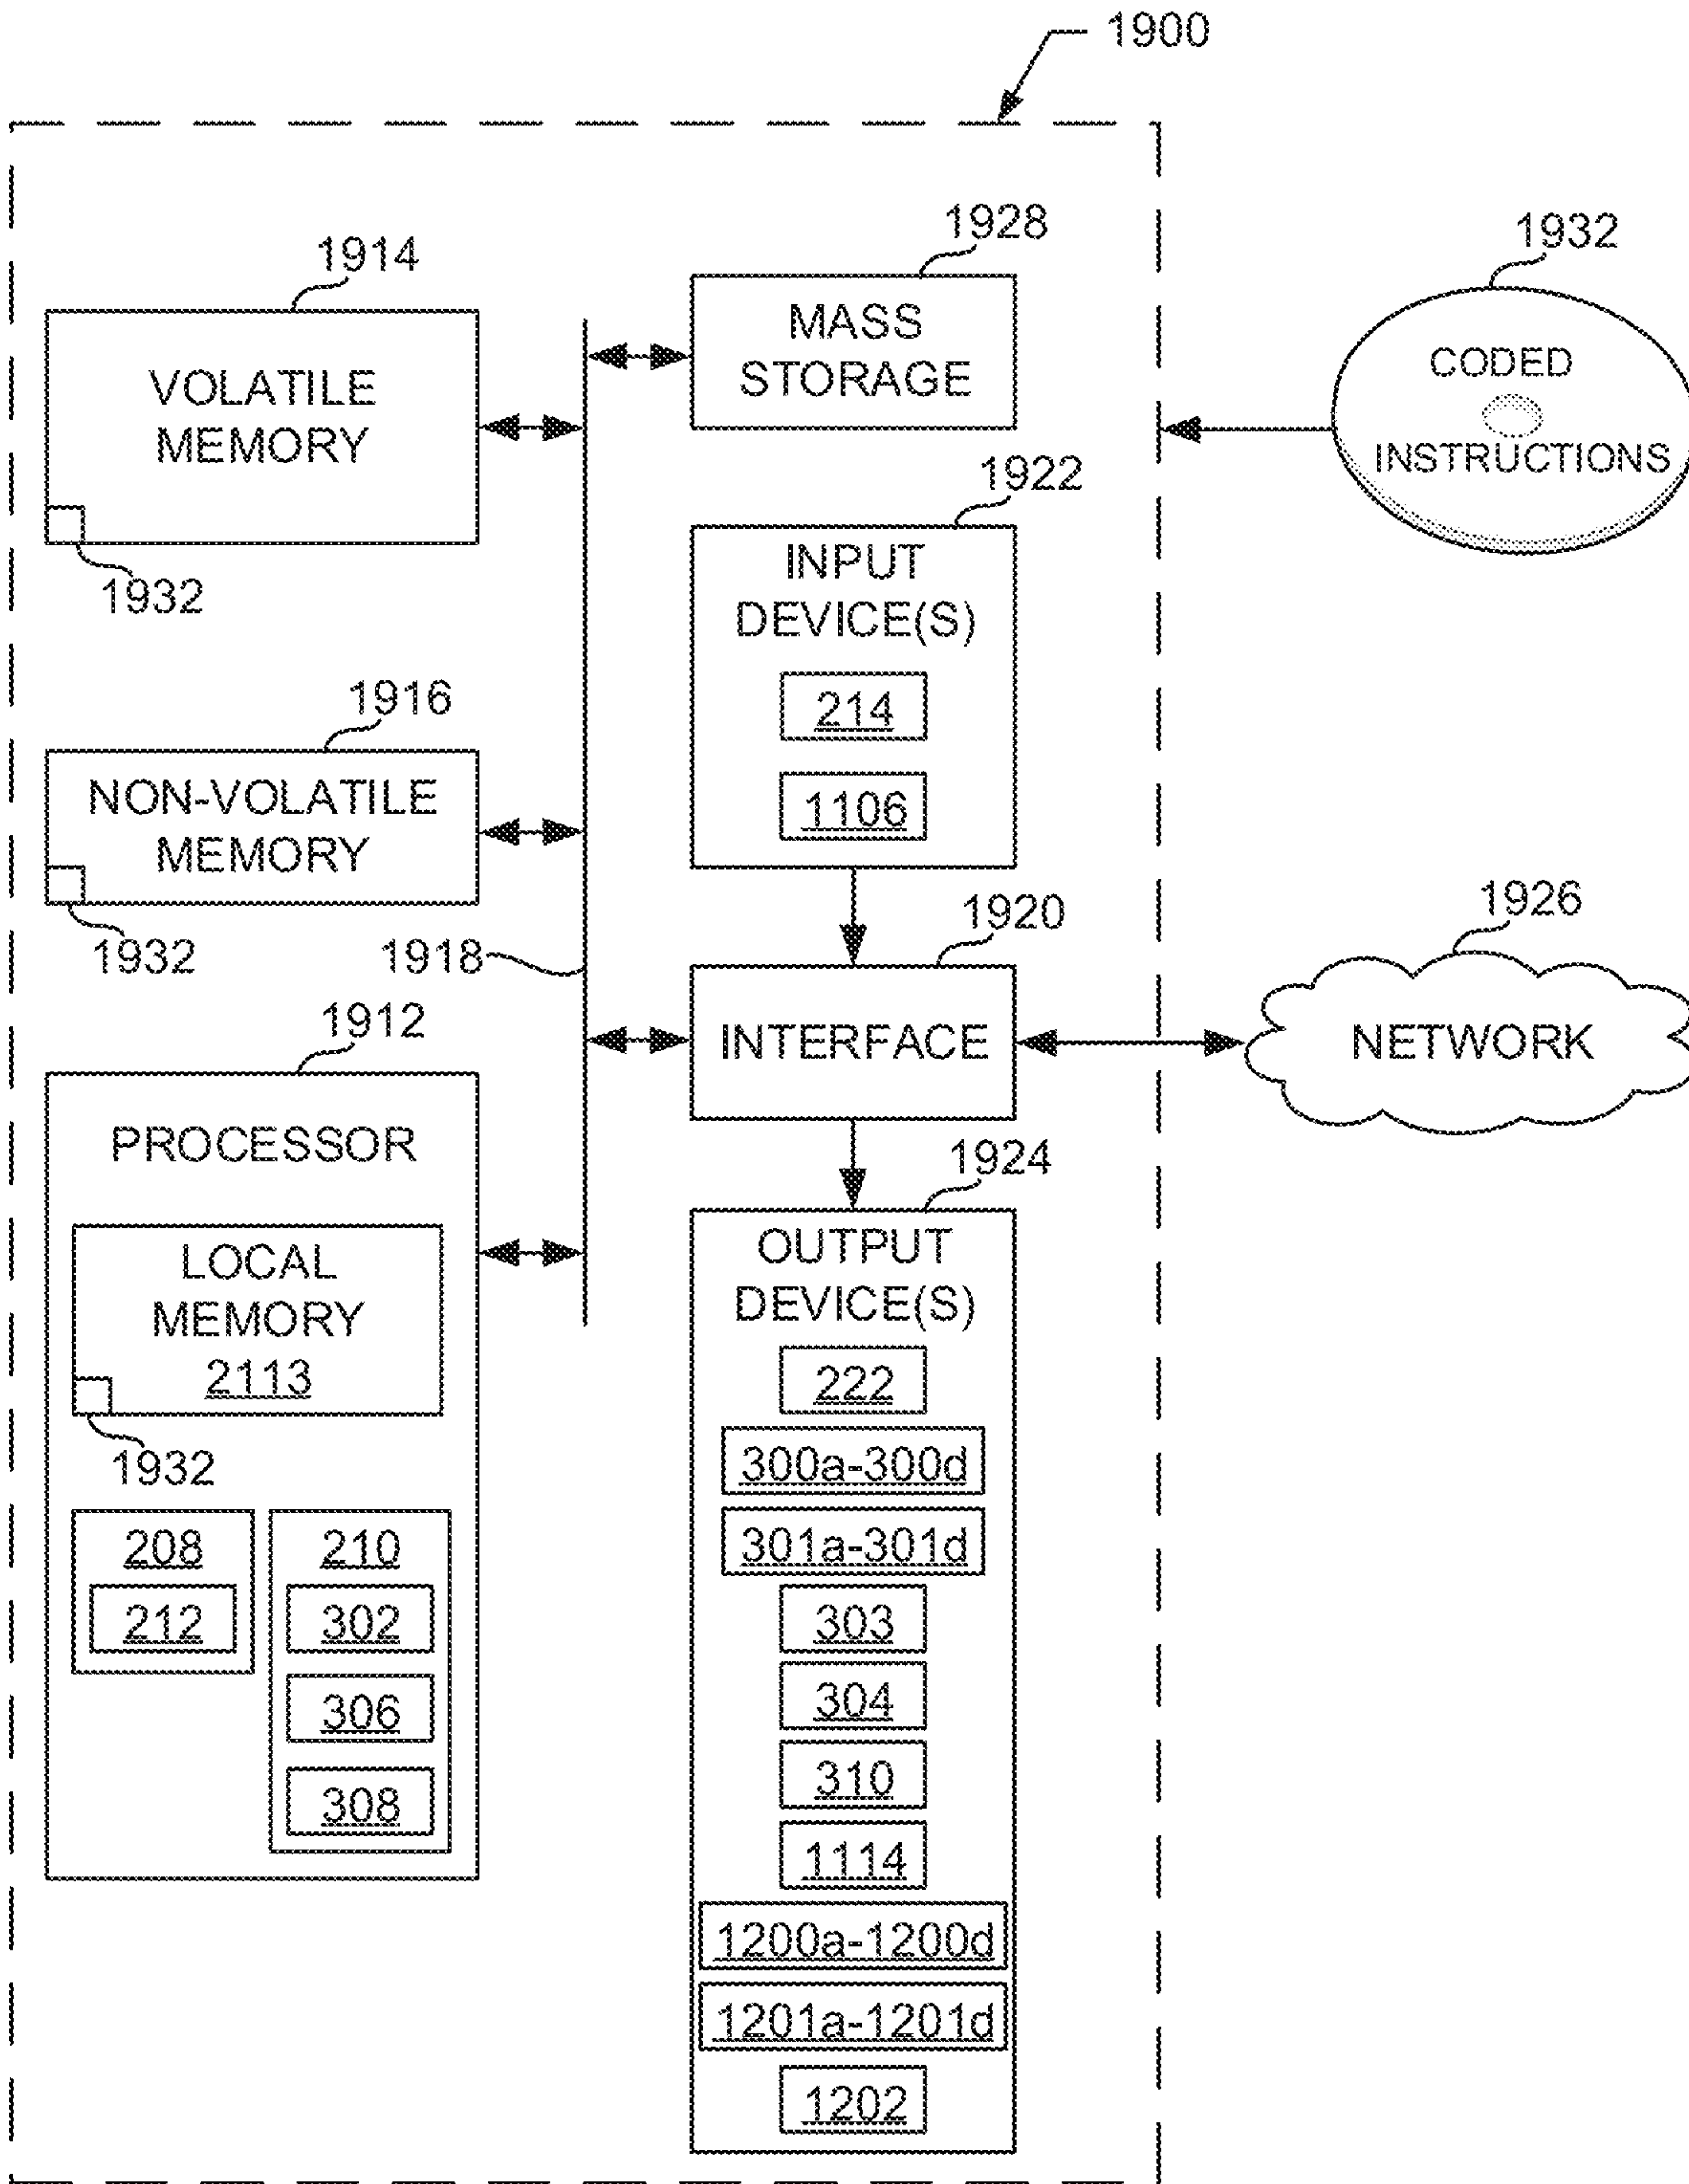 1900
1914
VOLATILE
MEMORY
1932
1928
MASS
STORAGE
1932
CODED
INSTRUCTIONS
1922
INPUT
DEVICE(S)
214
1106
1916
NON-VOLATILE
MEMORY
1932
1918
1920
INTERFACE
1926
NETWORK
1912
PROCESSOR
LOCAL
MEMORY
2113
1932
208
212
210
302
306
308
1924
OUTPUT
DEVICE(S)
222
300a-300d
301a-301d
303
304
310
1114
1200a-1200d
1201a-1201d
1202